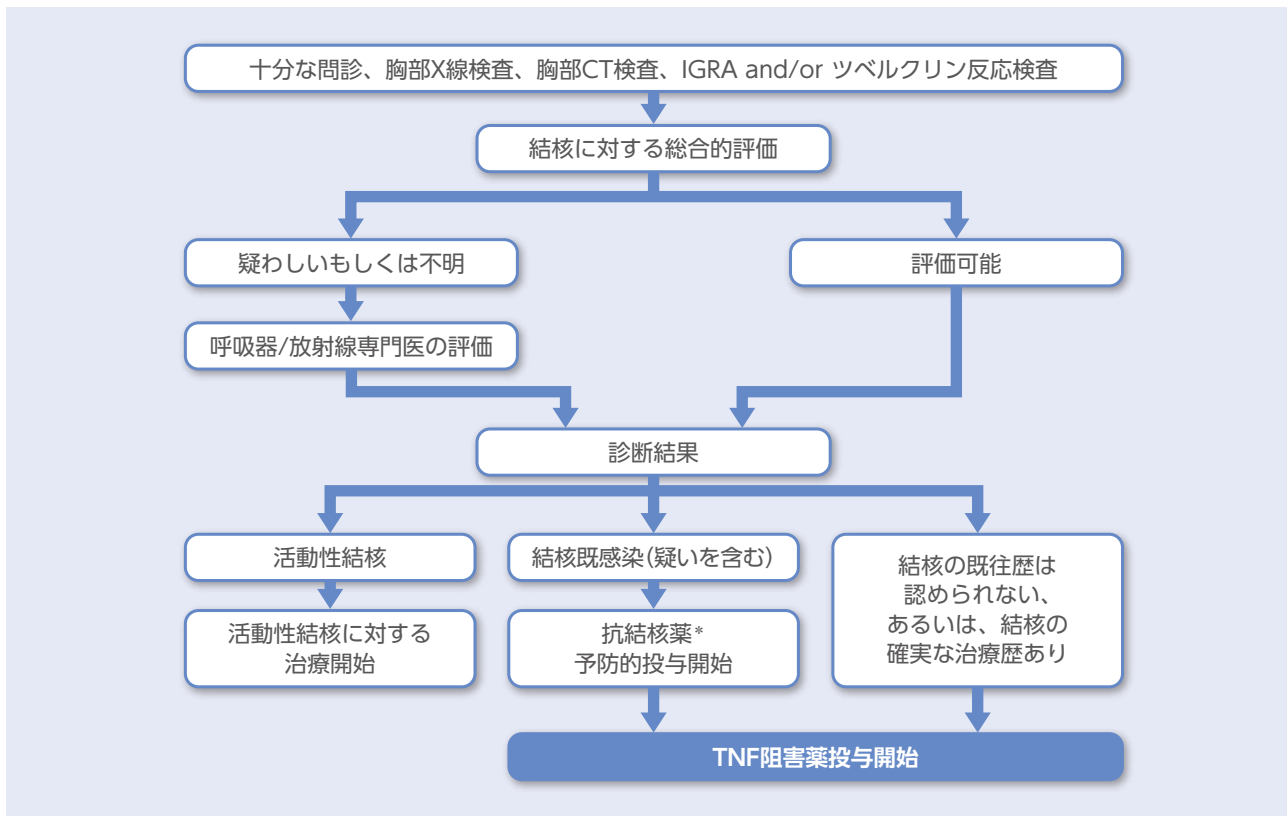 十分な問診、胸部X線検査、胸部CT検査、IGRA and/or ツベルクリン反応検査
結核に対する総合的評価
疑わしいもしくは不明
評価可能
呼吸器/放射線専門医の評価
診断結果
活動性結核
結核既感染(疑いを含む)
結核の既往歴は
認められない、
あるいは、結核の
確実な治療歴あり
活動性結核に対する
治療開始
抗結核薬*
予防的投与開始
TNF阻害薬投与開始